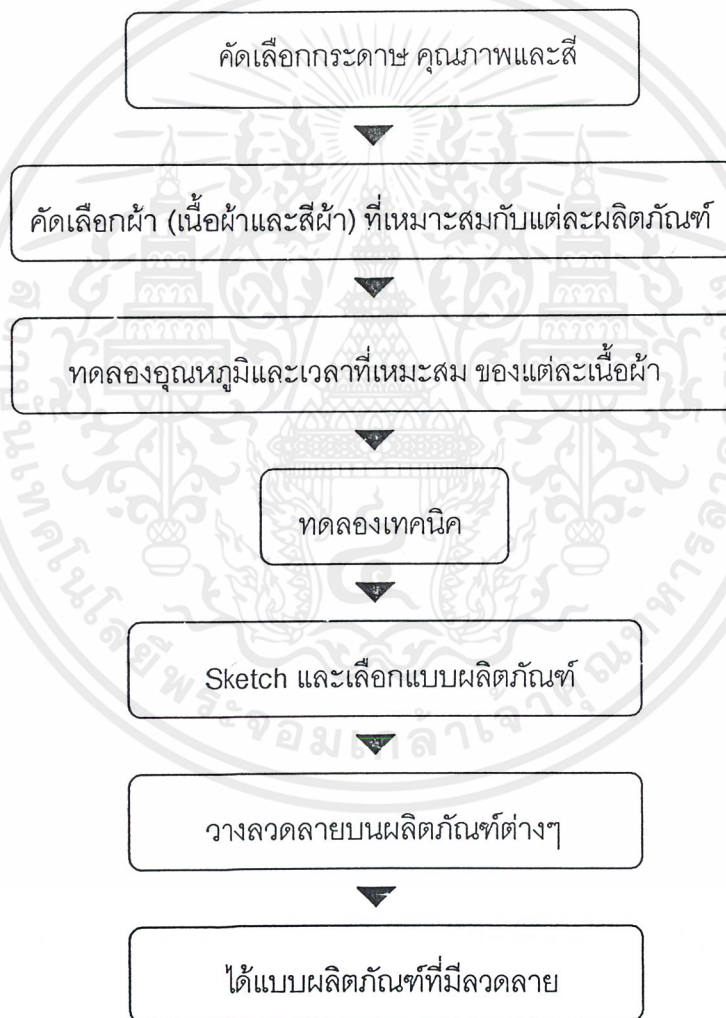 คัดเลือกกระดาษ คุณภาพและสี
คัดเลือกผ้า (เนื้อผ้าและสีผ้า) ที่เหมาะสมกับแต่ละผลิตภัณฑ์
ทดลองอุณหภูมิและเวลาที่เหมะสม ของแต่ละเนื้อผ้า
ทดลองเทคนิค
Sketch และเลือกแบบผลิตภัณฑ์
วางลวดลายบนผลิตภัณฑ์ต่างๆ
ได้แบบผลิตภัณฑ์ที่มีลวดลาย